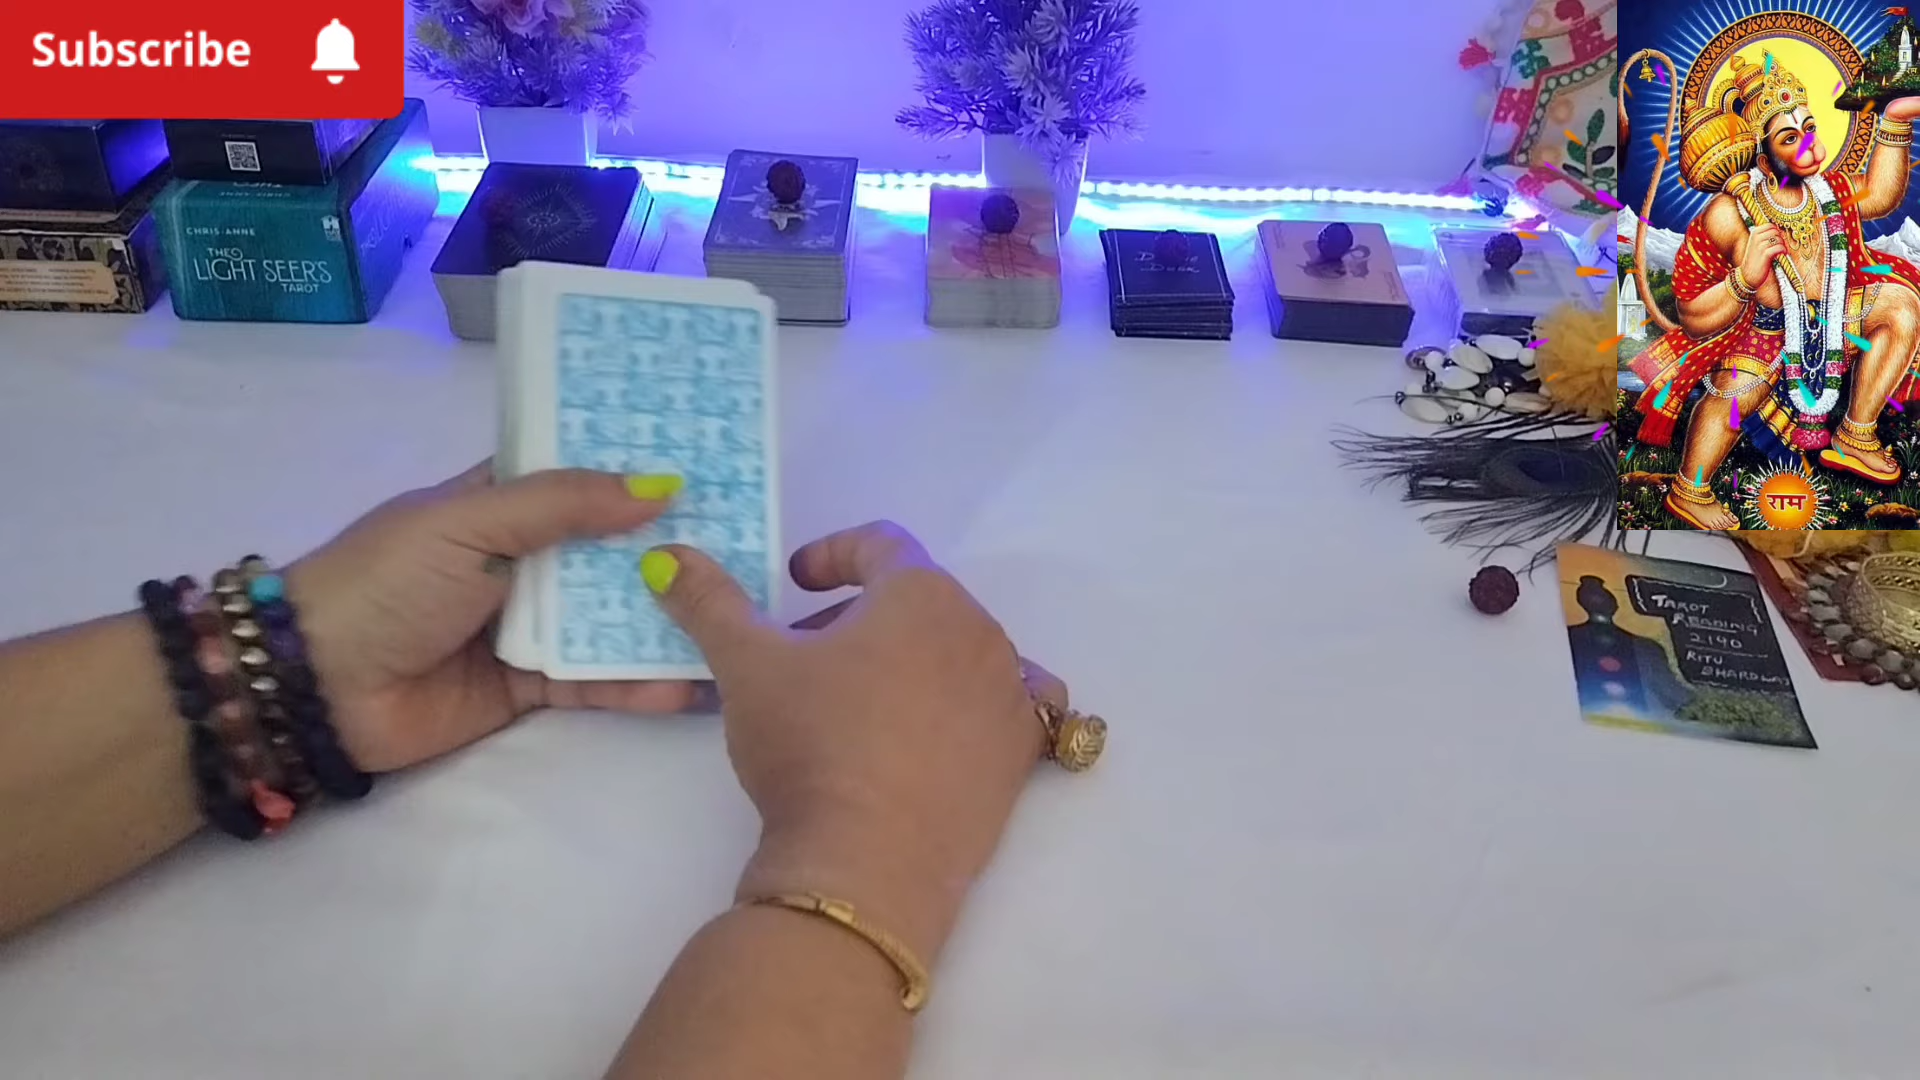 Subscribe
CHRIS-ANNE
THE
LIGHT SEER'S
TAROT
राम
TAROT
READING
2190
RITU
BHARDWAJ